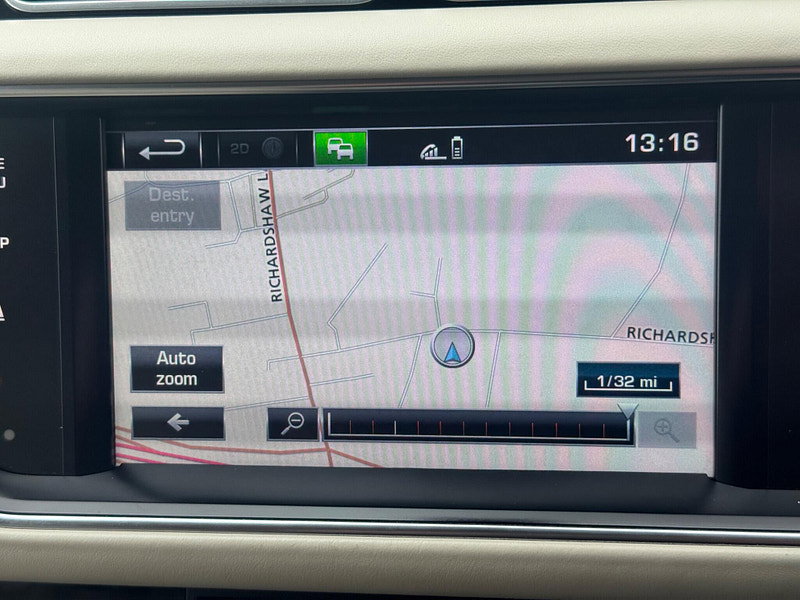 2D
13:16
Dest.
entry
RICHARDSHAW L
RICHARDSH
Auto
zoom
1/32 mi
E
U
P